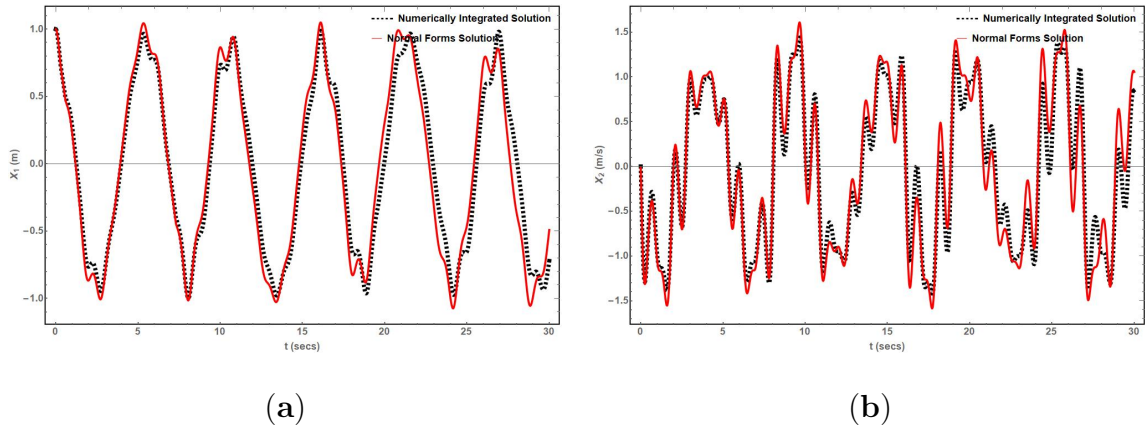 Numerically Integrated Solution
Normal Forms Solution
1.0
0.5
0.0
−0.5
−1.0
X1 (m)
0 5 10 15 20 25 30
t (secs)
(a)
Numerically Integrated Solution
Normal Forms Solution
1.5
1.0
0.5
0.0
−0.5
−1.0
−1.5
X2 (m/s)
0 5 10 15 20 25 30
t (secs)
(b)